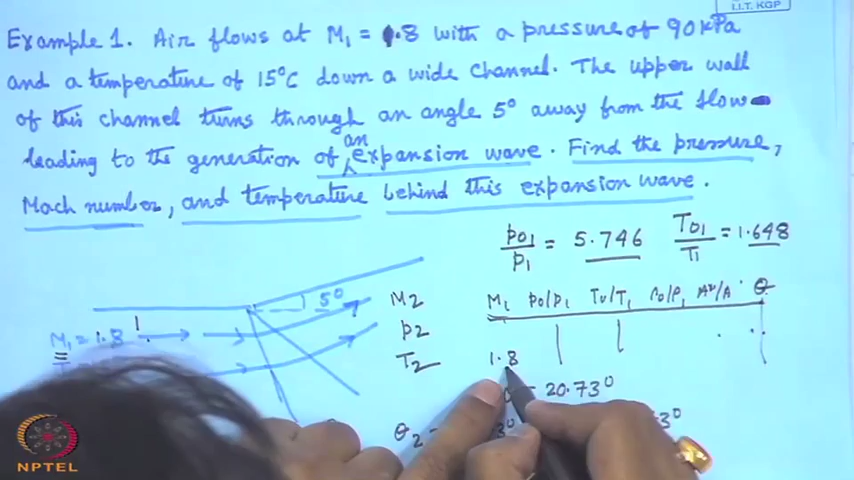 I.I.T. KGP
Example 1. Air flows at M1 = 1.8 with a pressure of 90 kPa
and a temperature of 15°C down a wide channel. The upper wall
of this channel turns through an angle 5° away from the flow
leading to the generation of an expansion wave. Find the pressure,
Mach number, and temperature behind this expansion wave.
p01/p1 = 5.746 T01/T1 = 1.648
5°
M2
p2
T2
M1 = 1.8 1
M1 p0/p1 T0/T1 ρ0/ρ1 A*/A θ
1.8
20.73°
θ2
NPTEL